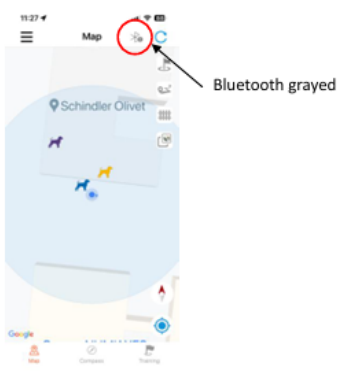 11:27
Map
Bluetooth grayed
Schindler Olivet
Google
Map
Compass
Training